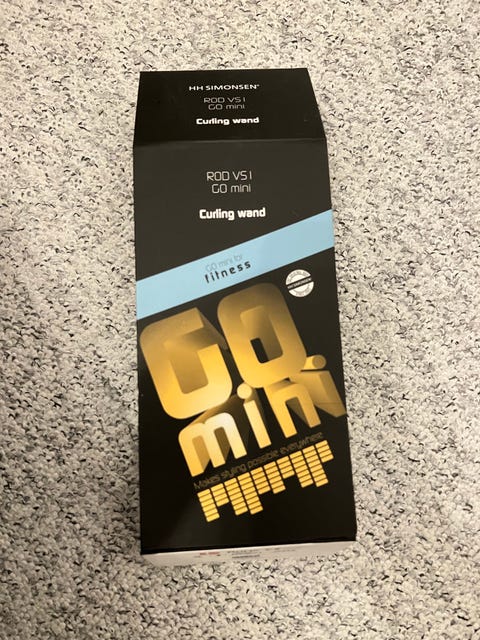 HH SIMONSEN®
ROD VS1
GO mini
Curling wand
ROD VS1
GO mini
Curling wand
GO mini for
fitness
GO
mini
Makes styling possible everywhere